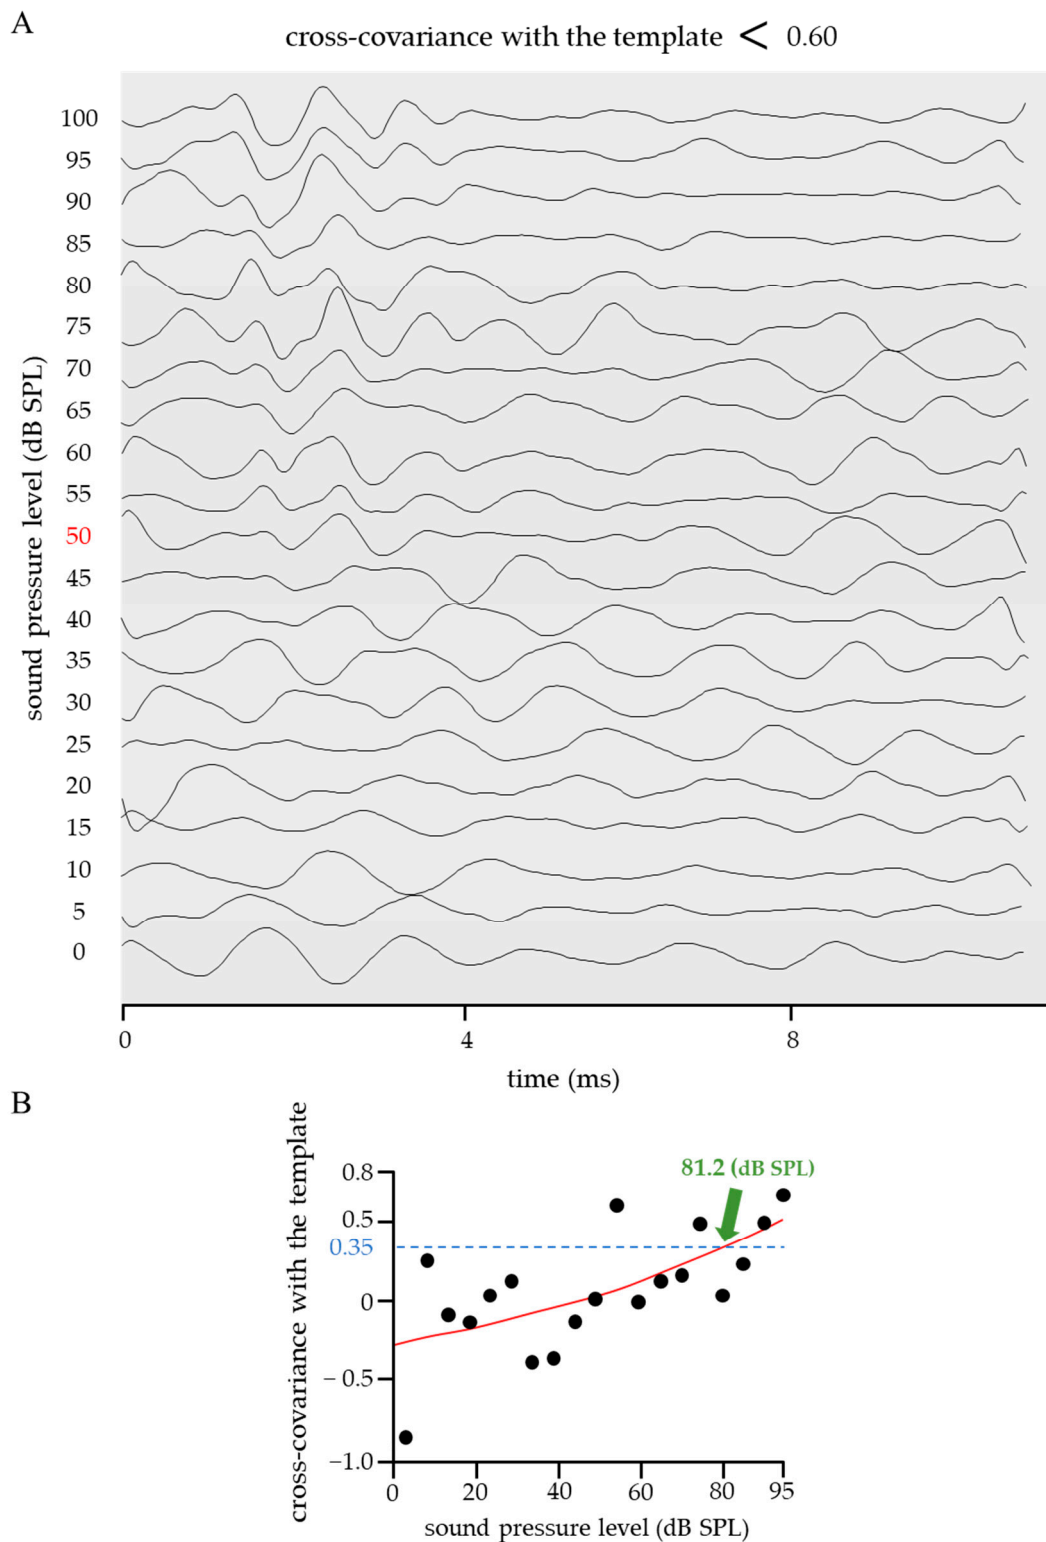 A
cross-covariance with the template < 0.60
sound pressure level (dB SPL)
100
95
90
85
80
75
70
65
60
55
50
45
40
35
30
25
20
15
10
5
0
0 4 8
time (ms)
B
cross-covariance with the template
81.2 (dB SPL)
0.8
0.5
0.35
0
−0.5
−1.0
0 20 40 60 80 95
sound pressure level (dB SPL)